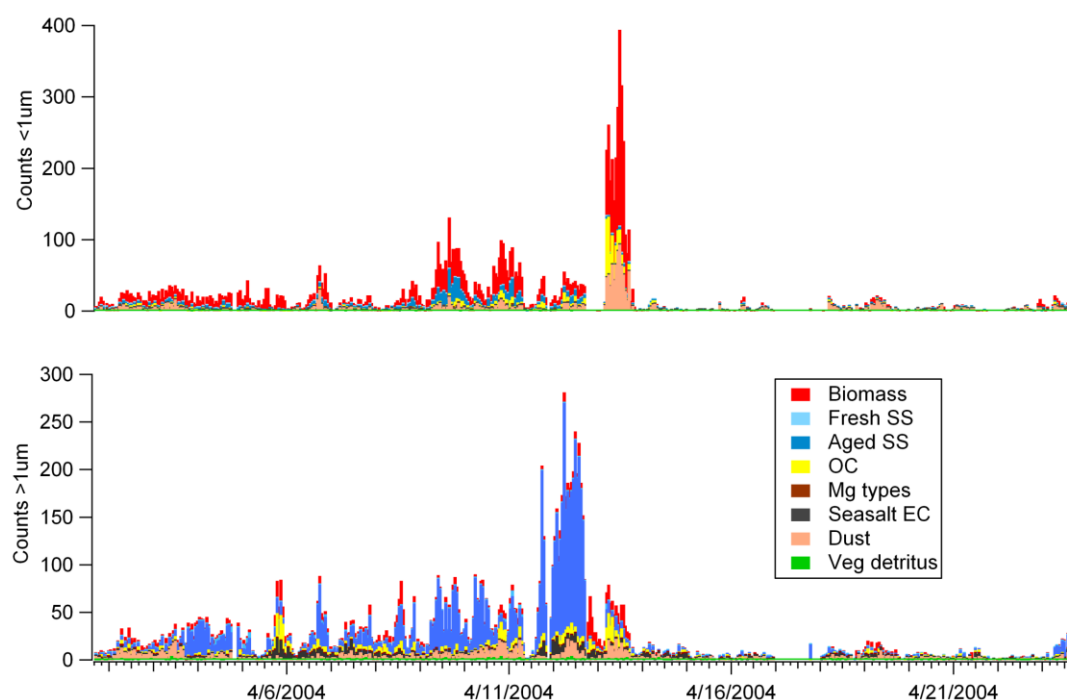 400
300
200
100
0
Counts <1um
300
250
200
150
100
50
0
Counts >1um
Biomass
Fresh SS
Aged SS
OC
Mg types
Seasalt EC
Dust
Veg detritus
4/6/2004
4/11/2004
4/16/2004
4/21/2004